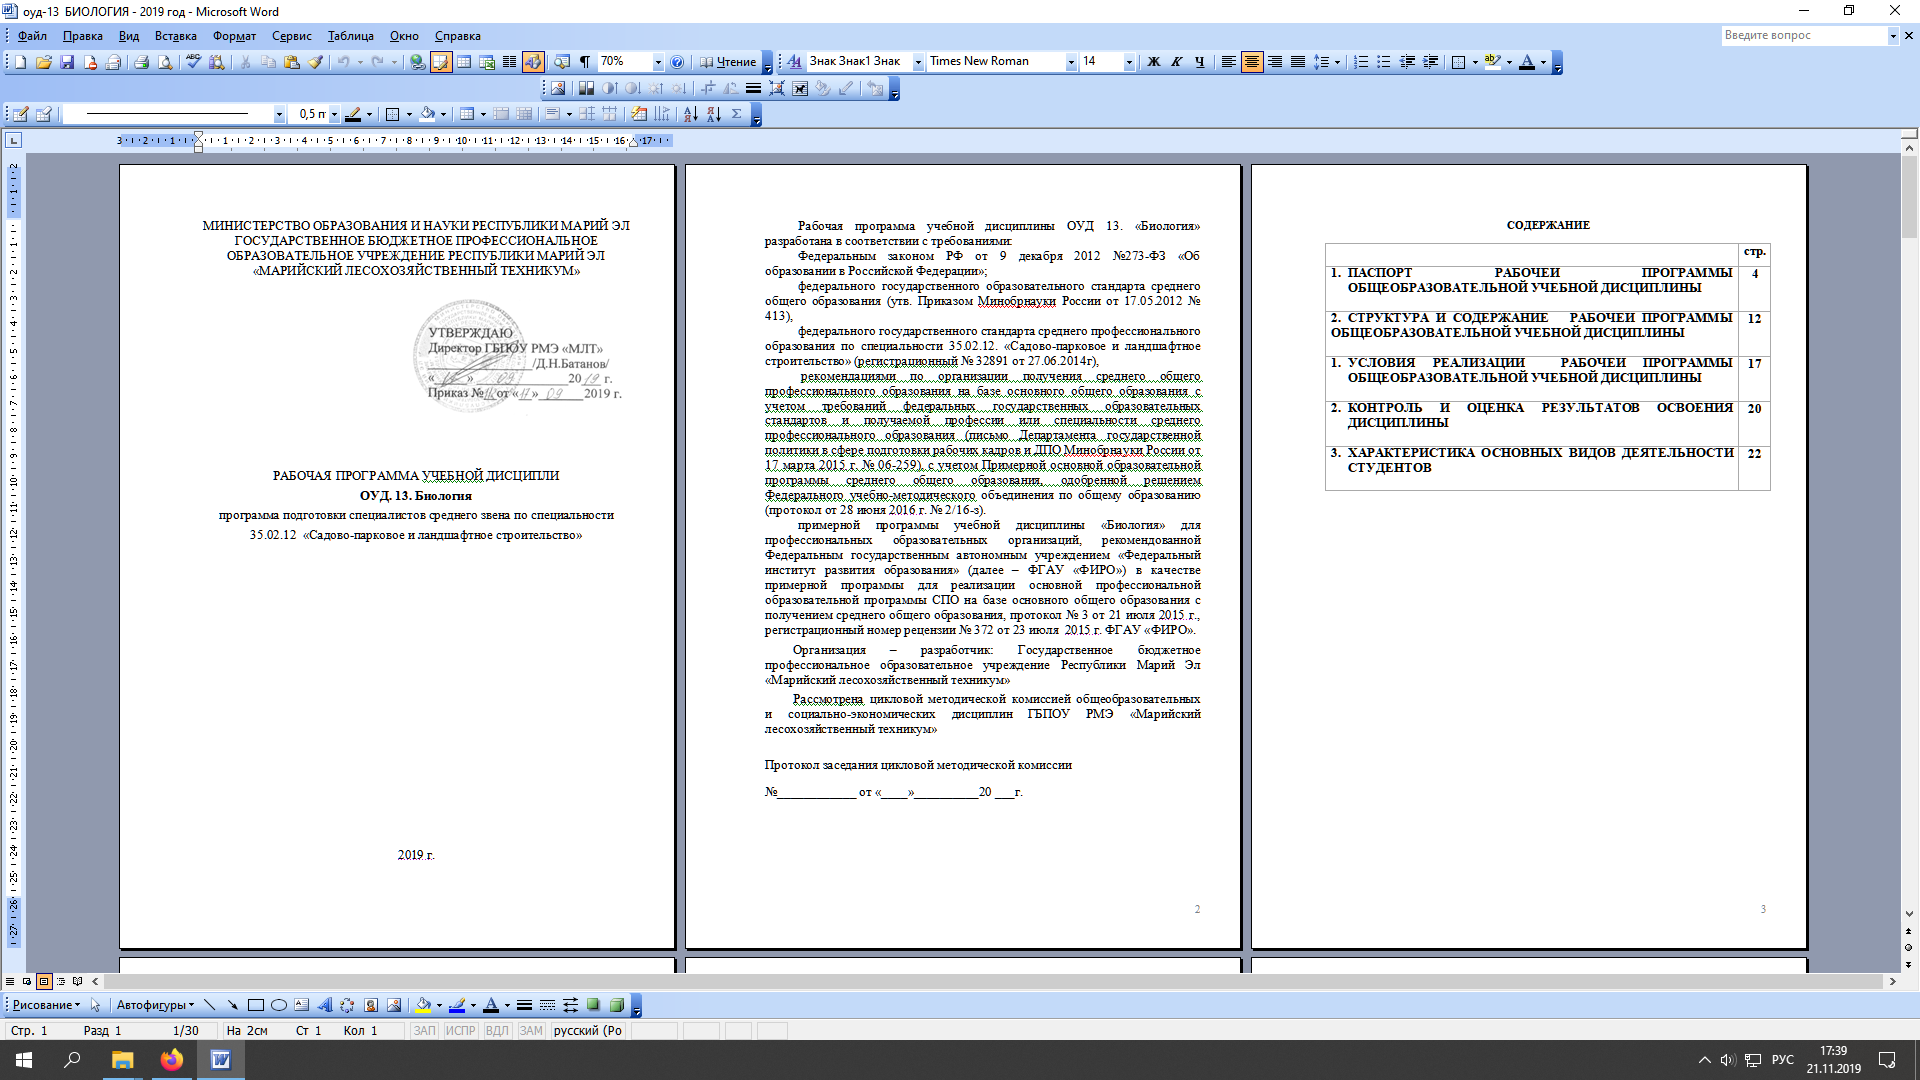 оуд-13 БИОЛОГИЯ - 2019 год - Microsoft Word
Файл Правка Вид Вставка Формат Сервис Таблица Окно Справка
Введите вопрос
70% Чтение Знак Знак1 Знак Times New Roman 14 Ж К Ч
0,5 п
МИНИСТЕРСТВО ОБРАЗОВАНИЯ И НАУКИ РЕСПУБЛИКИ МАРИЙ ЭЛ
ГОСУДАРСТВЕННОЕ БЮДЖЕТНОЕ ПРОФЕССИОНАЛЬНОЕ
ОБРАЗОВАТЕЛЬНОЕ УЧРЕЖДЕНИЕ РЕСПУБЛИКИ МАРИЙ ЭЛ
«МАРИЙСКИЙ ЛЕСОХОЗЯЙСТВЕННЫЙ ТЕХНИКУМ»
УТВЕРЖДАЮ
Директор ГБПОУ РМЭ «МЛТ»
/Д.Н.Батанов/
« » 09 2019 г.
Приказ № от « » 09 2019 г.
РАБОЧАЯ ПРОГРАММА УЧЕБНОЙ ДИСЦИПЛИ
ОУД. 13. Биология
программа подготовки специалистов среднего звена по специальности
35.02.12 «Садово-парковое и ландшафтное строительство»
2019 г.
Рабочая программа учебной дисциплины ОУД 13. «Биология»
разработана в соответствии с требованиями:
Федеральным законом РФ от 9 декабря 2012 №273-ФЗ «Об
образовании в Российской Федерации»;
федерального государственного образовательного стандарта среднего
общего образования (утв. Приказом Минобрнауки России от 17.05.2012 №
413),
федерального государственного стандарта среднего профессионального
образования по специальности 35.02.12. «Садово-парковое и ландшафтное
строительство» (регистрационный № 32891 от 27.06.2014г),
рекомендациями по организации получения среднего общего
профессионального образования на базе основного общего образования с
учетом требований федеральных государственных образовательных
стандартов и получаемой профессии или специальности среднего
профессионального образования (письмо Департамента государственной
политики в сфере подготовки рабочих кадров и ДПО Минобрнауки России от
17 марта 2015 г. № 06-259), с учетом Примерной основной образовательной
программы среднего общего образования, одобренной решением
Федерального учебно-методического объединения по общему образованию
(протокол от 28 июня 2016 г. № 2/16-з).
примерной программы учебной дисциплины «Биология» для
профессиональных образовательных организаций, рекомендованной
Федеральным государственным автономным учреждением «Федеральный
институт развития образования» (далее – ФГАУ «ФИРО») в качестве
примерной программы для реализации основной профессиональной
образовательной программы СПО на базе основного общего образования с
получением среднего общего образования, протокол № 3 от 21 июля 2015 г.,
регистрационный номер рецензии № 372 от 23 июля 2015 г. ФГАУ «ФИРО».
Организация – разработчик: Государственное бюджетное
профессиональное образовательное учреждение Республики Марий Эл
«Марийский лесохозяйственный техникум»
Рассмотрена цикловой методической комиссией общеобразовательных
и социально-экономических дисциплин ГБПОУ РМЭ «Марийский
лесохозяйственный техникум»
Протокол заседания цикловой методической комиссии
№____________ от «____»__________20 ___г.
2
СОДЕРЖАНИЕ
стр.
1. ПАСПОРТ РАБОЧЕЙ ПРОГРАММЫ 4
ОБЩЕОБРАЗОВАТЕЛЬНОЙ УЧЕБНОЙ ДИСЦИПЛИНЫ
2. СТРУКТУРА И СОДЕРЖАНИЕ РАБОЧЕЙ ПРОГРАММЫ 12
ОБЩЕОБРАЗОВАТЕЛЬНОЙ УЧЕБНОЙ ДИСЦИПЛИНЫ
1. УСЛОВИЯ РЕАЛИЗАЦИИ РАБОЧЕЙ ПРОГРАММЫ 17
ОБЩЕОБРАЗОВАТЕЛЬНОЙ УЧЕБНОЙ ДИСЦИПЛИНЫ
2. КОНТРОЛЬ И ОЦЕНКА РЕЗУЛЬТАТОВ ОСВОЕНИЯ 20
ДИСЦИПЛИНЫ
3. ХАРАКТЕРИСТИКА ОСНОВНЫХ ВИДОВ ДЕЯТЕЛЬНОСТИ 22
СТУДЕНТОВ
3
Рисование Автофигуры
Стр. 1 Разд 1 1/30 На 2см Ст 1 Кол 1 ЗАП ИСПР ВДЛ ЗАМ русский (Ро
РУС
17:39
21.11.2019